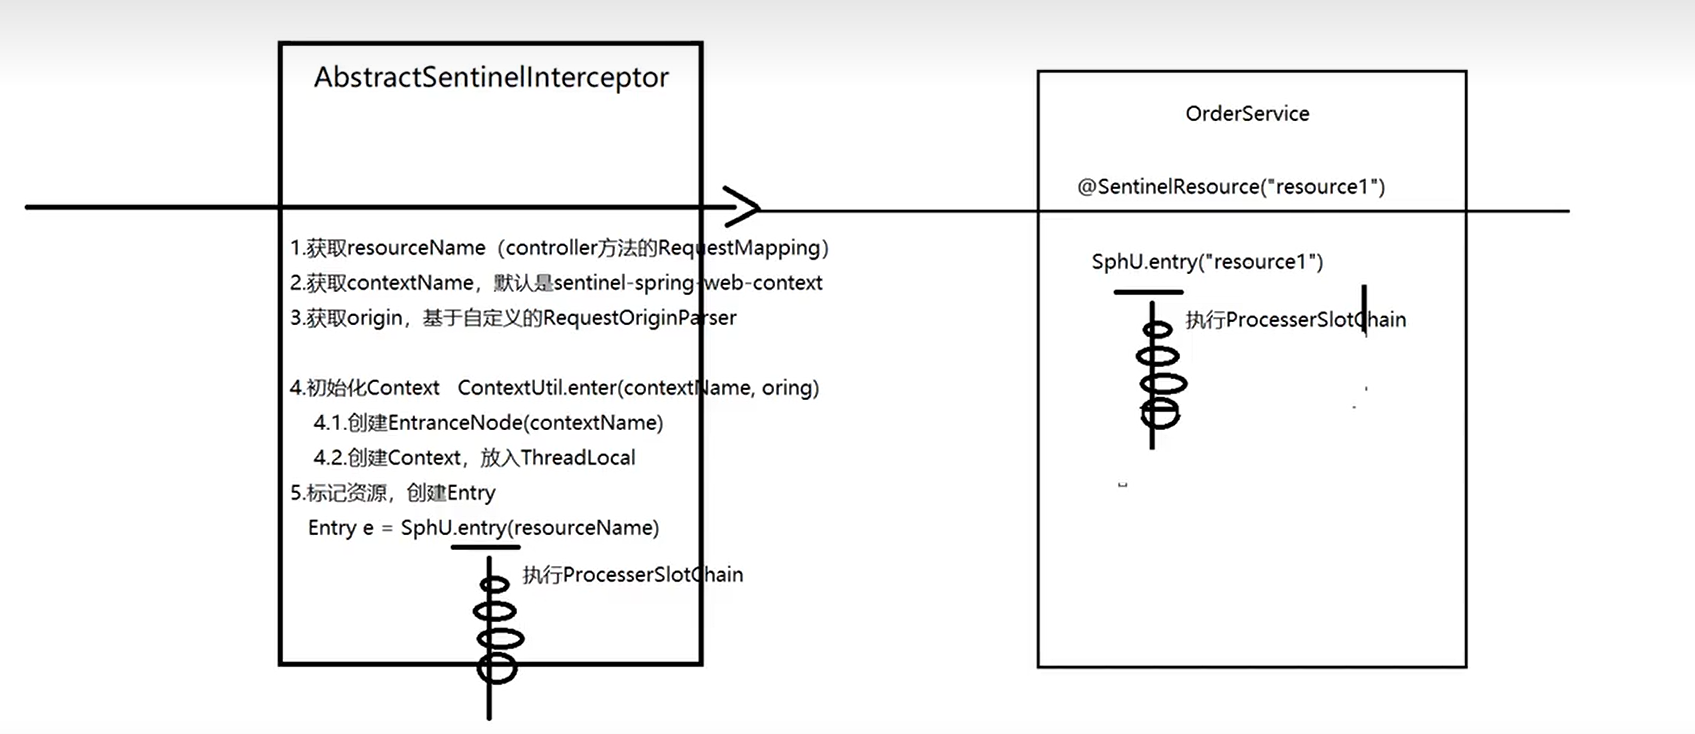 AbstractSentinelInterceptor
1.获取resourceName（controller方法的RequestMapping）
2.获取contextName，默认是sentinel-spring-web-context
3.获取origin，基于自定义的RequestOriginParser
4.初始化Context   ContextUtil.enter(contextName, oring)
4.1.创建EntranceNode(contextName)
4.2.创建Context，放入ThreadLocal
5.标记资源，创建Entry
Entry e = SphU.entry(resourceName)
执行ProcesserSlotChain
OrderService
@SentinelResource("resource1")
SphU.entry("resource1")
执行ProcesserSlotChain